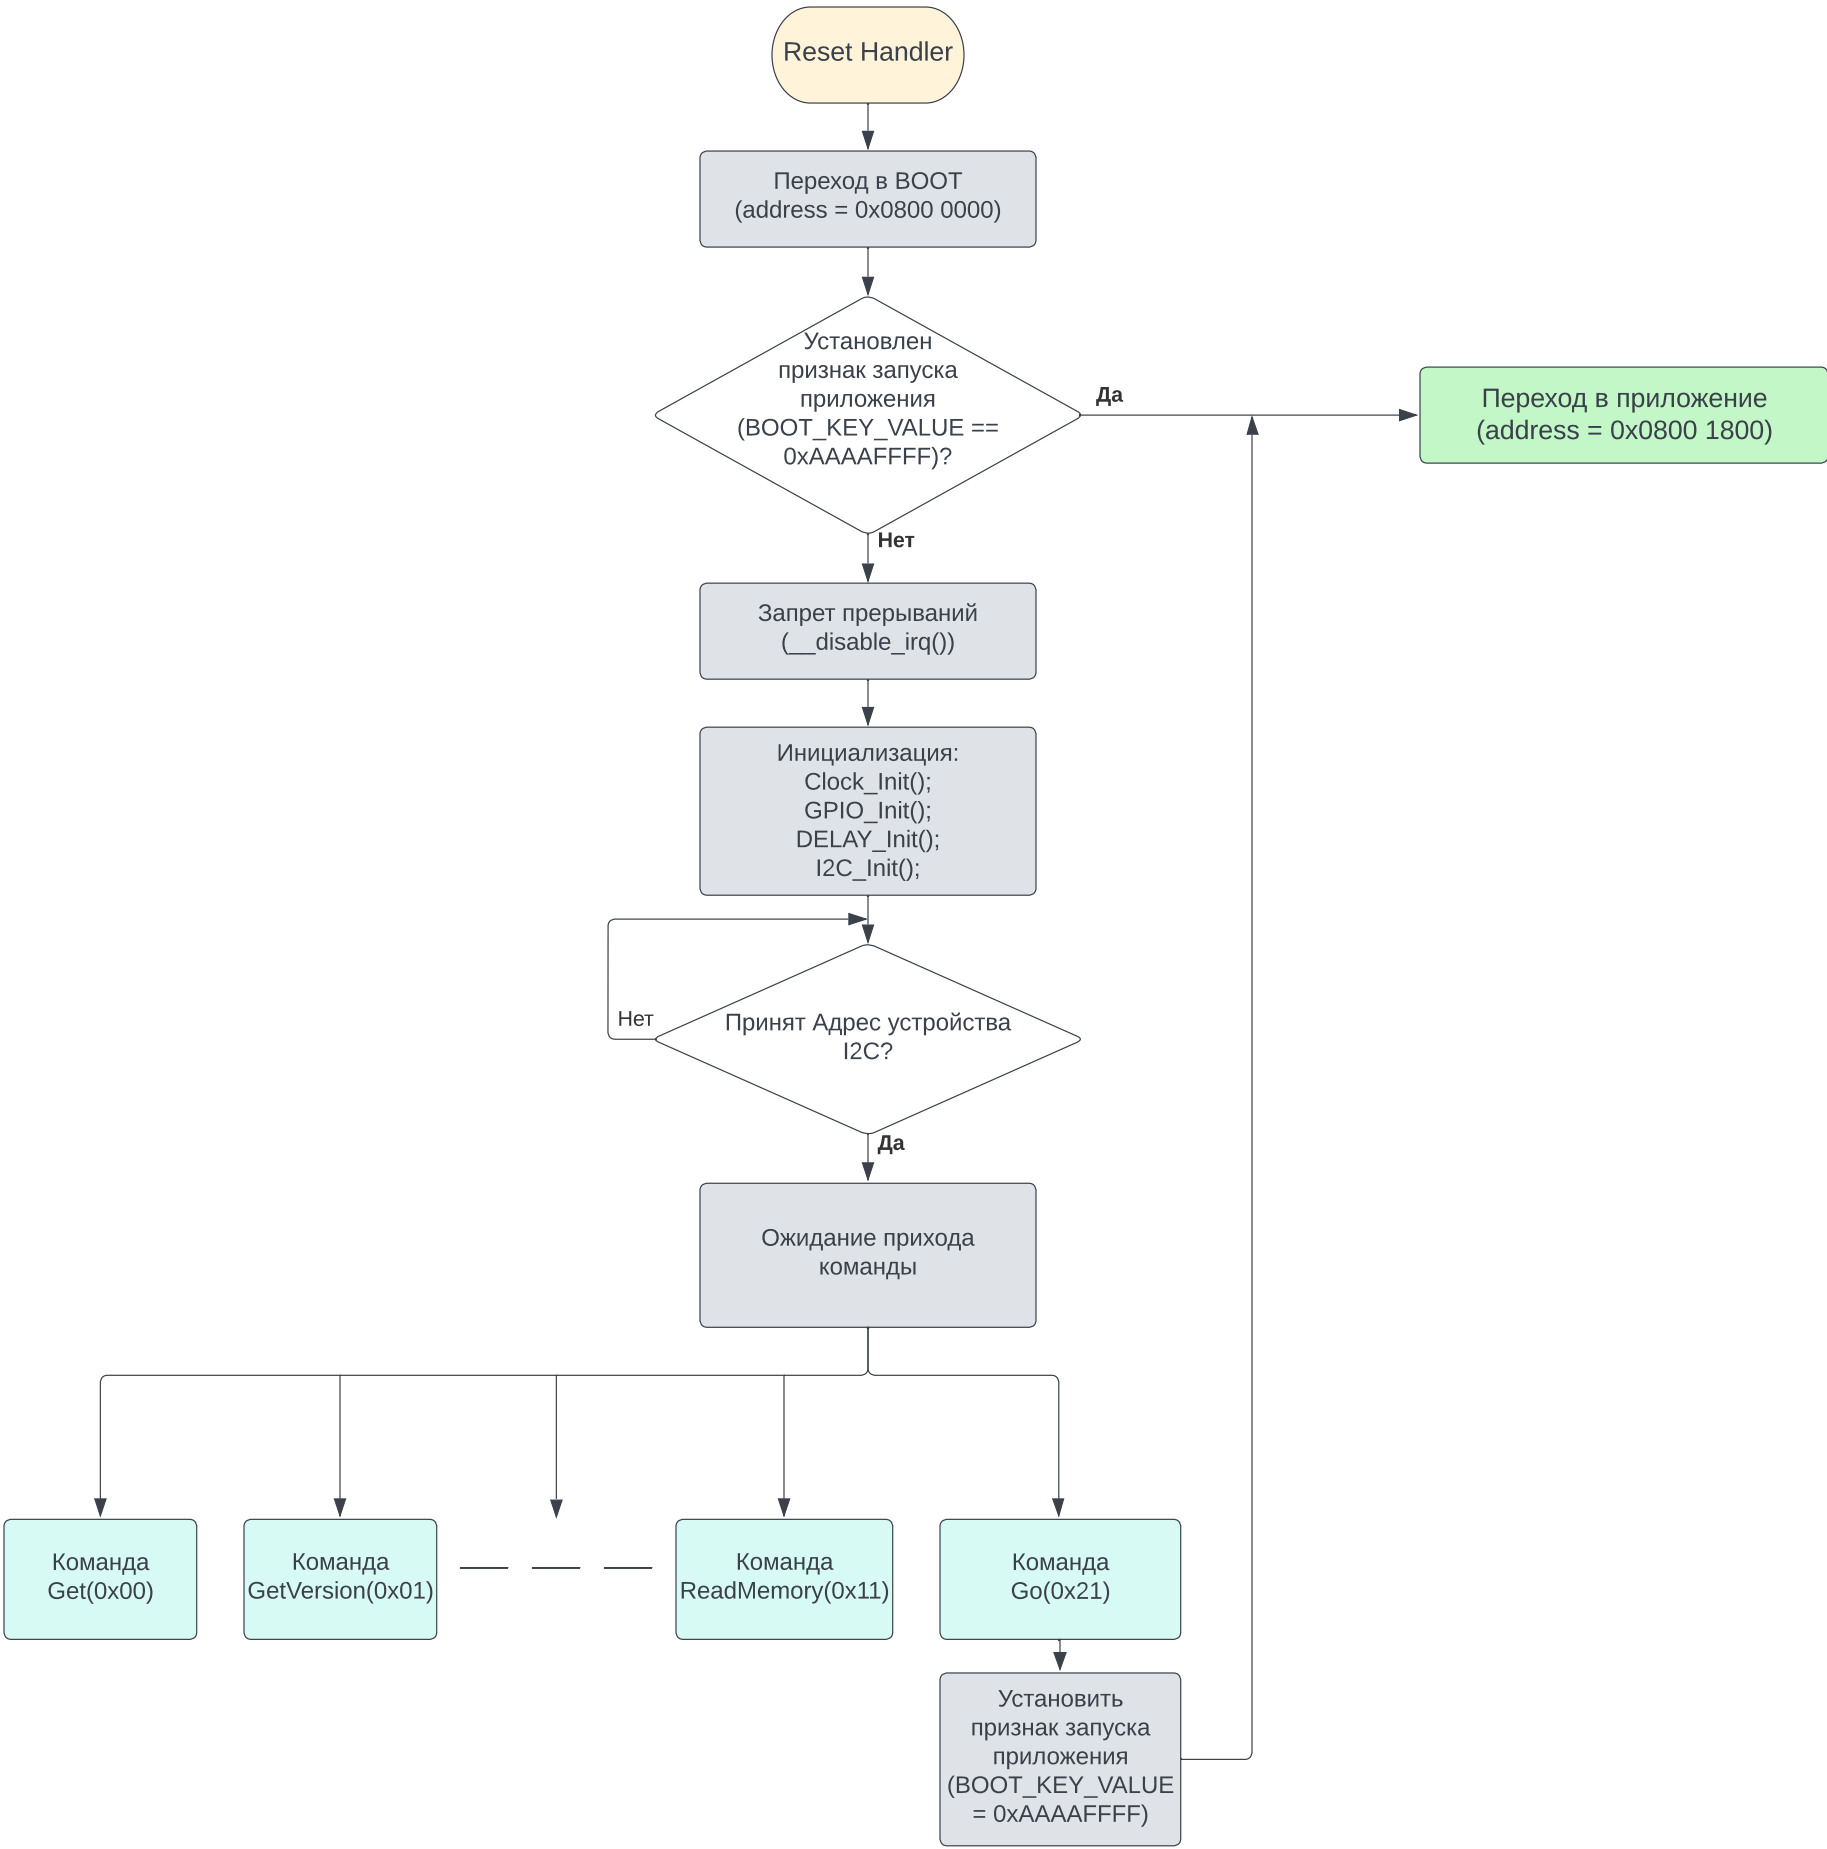 Reset Handler
Переход в BOOT
(address = 0x0800 0000)
Установлен
признак запуска
приложения
(BOOT_KEY_VALUE ==
0xAAAAFFFF)?
Да
Переход в приложение
(address = 0x0800 1800)
Нет
Запрет прерываний
(__disable_irq())
Инициализация:
Clock_Init();
GPIO_Init();
DELAY_Init();
I2C_Init();
Нет
Принят Адрес устройства
I2C?
Да
Ожидание прихода
команды
Команда
Get(0x00)
Команда
GetVersion(0x01)
Команда
ReadMemory(0x11)
Команда
Go(0x21)
Установить
признак запуска
приложения
(BOOT_KEY_VALUE
= 0xAAAAFFFF)